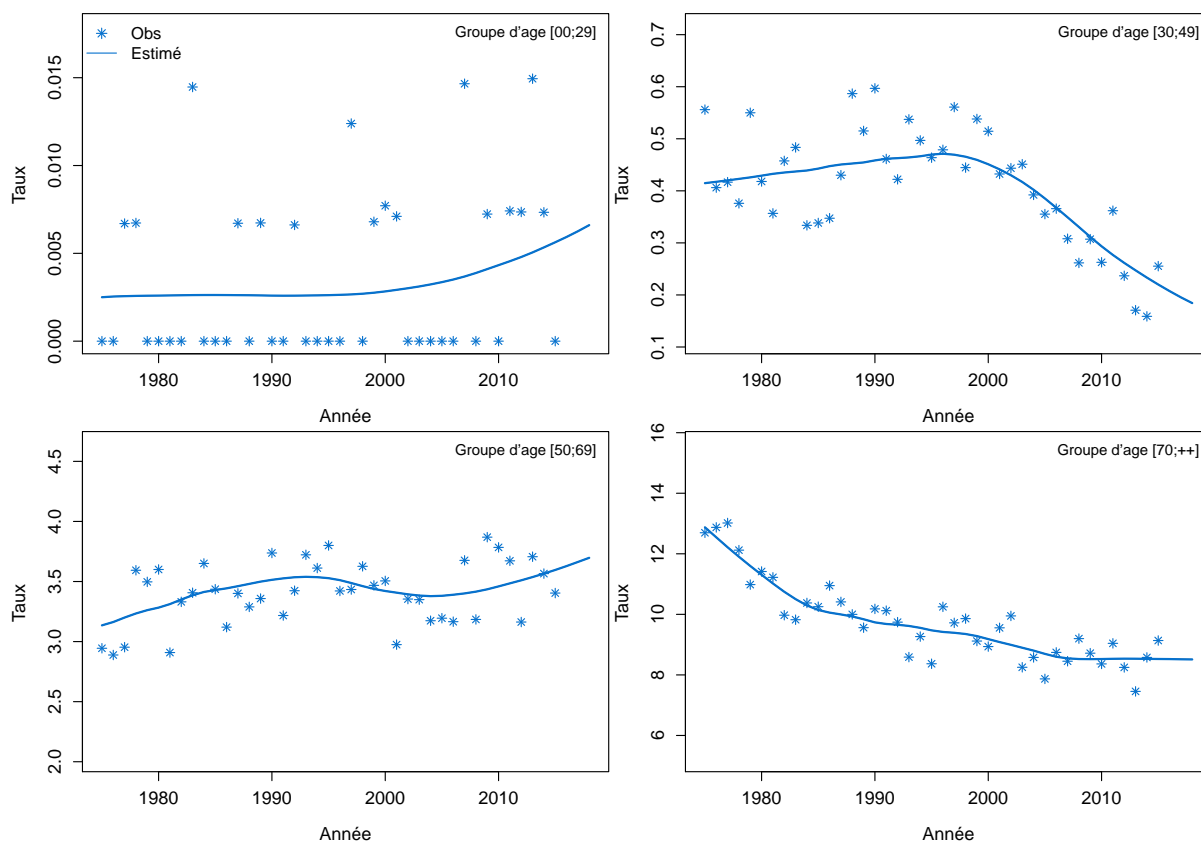 Obs
Estimé
Groupe d'age [00;29]
Taux
0.015
0.010
0.005
0.000
1980 1990 2000 2010
Année
Groupe d'age [30;49]
Taux
0.7
0.6
0.5
0.4
0.3
0.2
0.1
1980 1990 2000 2010
Année
Groupe d'age [50;69]
Taux
4.5
4.0
3.5
3.0
2.5
2.0
1980 1990 2000 2010
Année
Groupe d'age [70;++]
Taux
16
14
12
10
8
6
1980 1990 2000 2010
Année